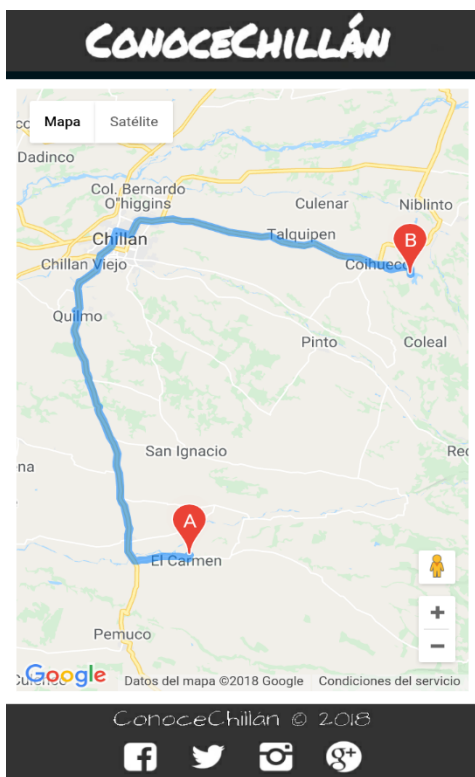 CONOCECHILLÁN
Mapa Satélite
Dadinco
Col. Bernardo
O"higgins
Culenar
Niblinto
Chillan
Talquipen
B
Chillan Viejo
Coihueco
Quilmo
Pinto
Coleal
San Ignacio
A
El Carmen
Pemuco
Google
Datos del mapa ©2018 Google Condiciones del servicio
ConoceChillán © 2018